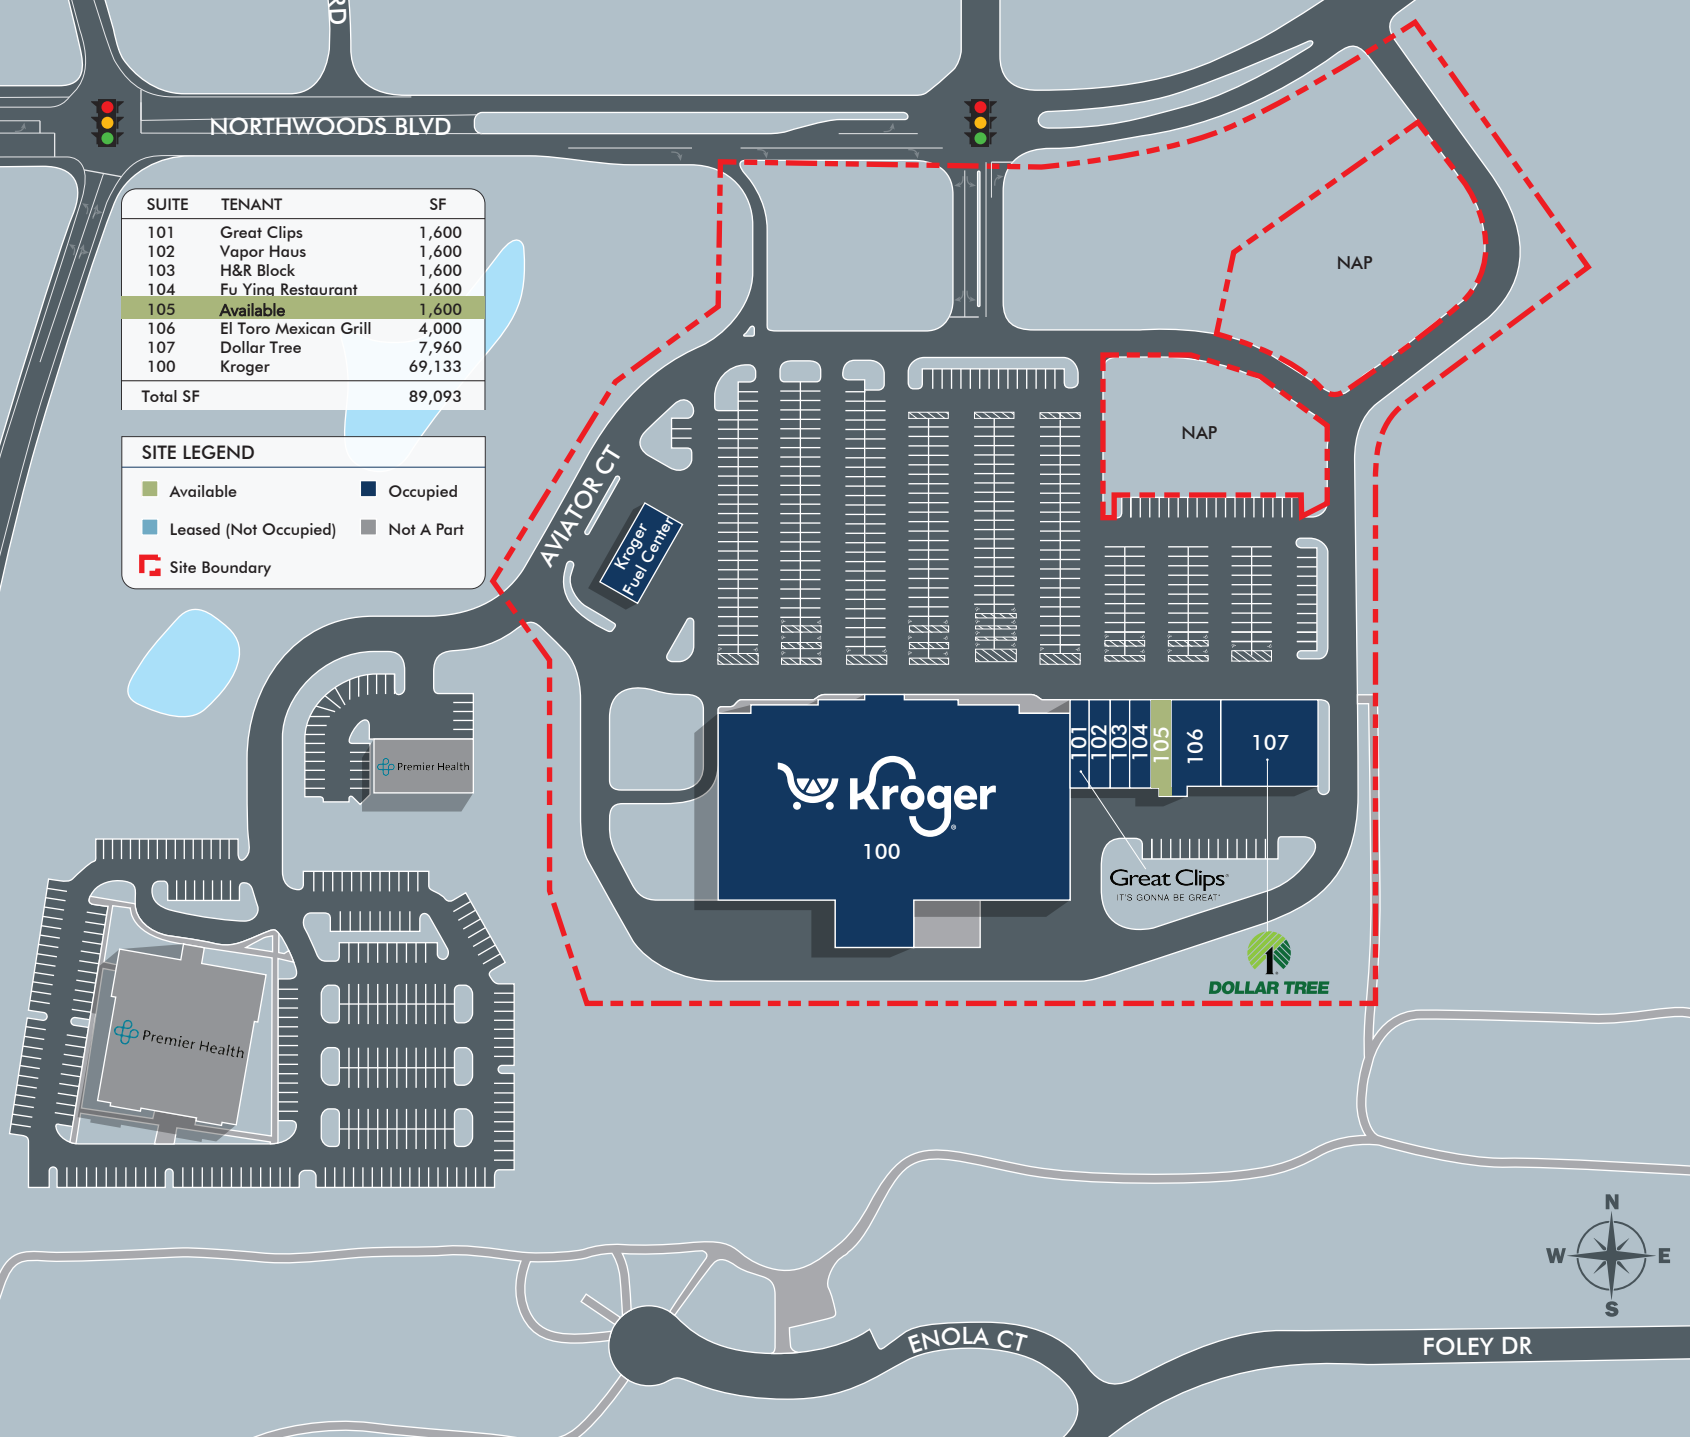 RD
NORTHWOODS BLVD
SUITE TENANT SF
101 Great Clips 1,600
102 Vapor Haus 1,600
103 H&R Block 1,600
104 Fu Ying Restaurant 1,600
105 Available 1,600
106 El Toro Mexican Grill 4,000
107 Dollar Tree 7,960
100 Kroger 69,133
Total SF 89,093
SITE LEGEND
Available
Occupied
Leased (Not Occupied)
Not A Part
Site Boundary
NAP
NAP
AVIATOR CT
Kroger
Fuel Center
101
102
103
104
105
106
107
Kroger
100
Premier Health
Great Clips
IT'S GONNA BE GREAT
DOLLAR TREE
Premier Health
N
W E
S
ENOLA CT
FOLEY DR